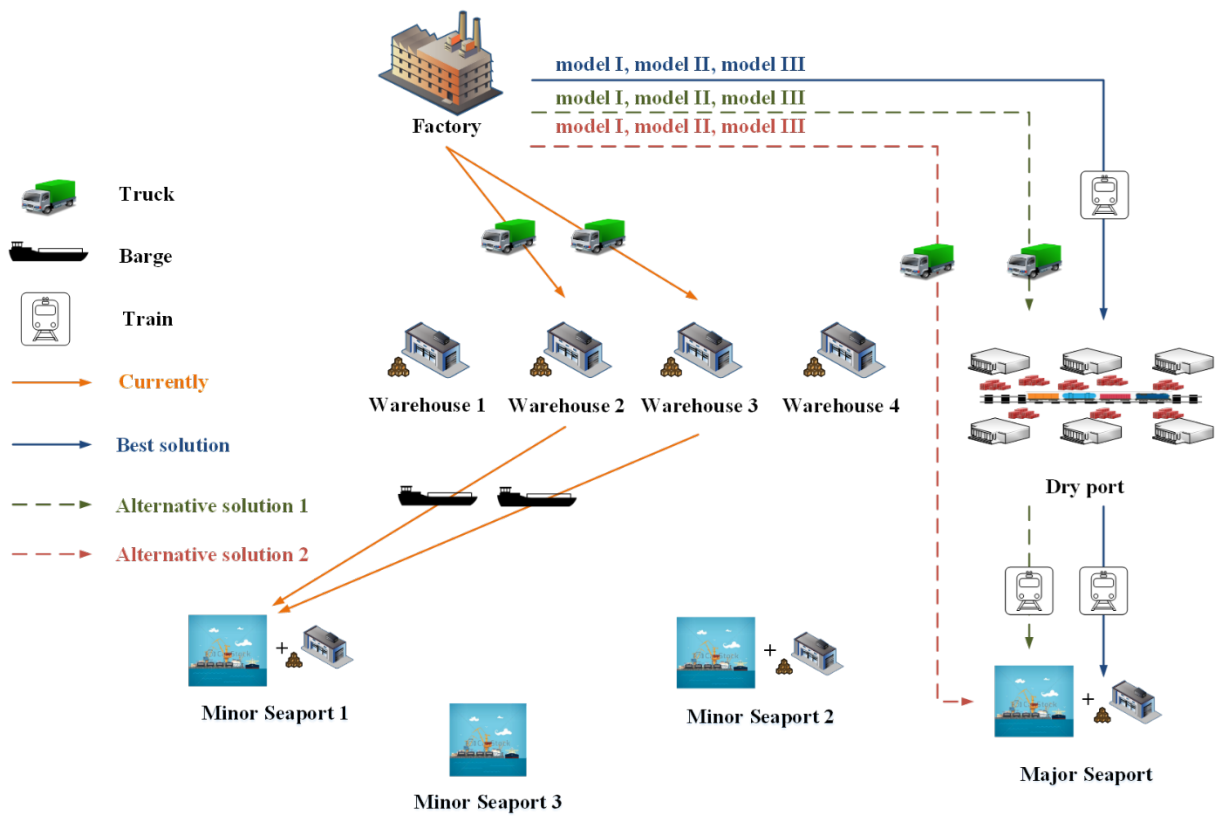 model I, model II, model III
model I, model II, model III
model I, model II, model III
Factory
Truck
Barge
Train
Currently
Best solution
Alternative solution 1
Alternative solution 2
Warehouse 1
Warehouse 2
Warehouse 3
Warehouse 4
Dry port
+
Minor Seaport 1
+
Minor Seaport 2
+
Major Seaport
Minor Seaport 3